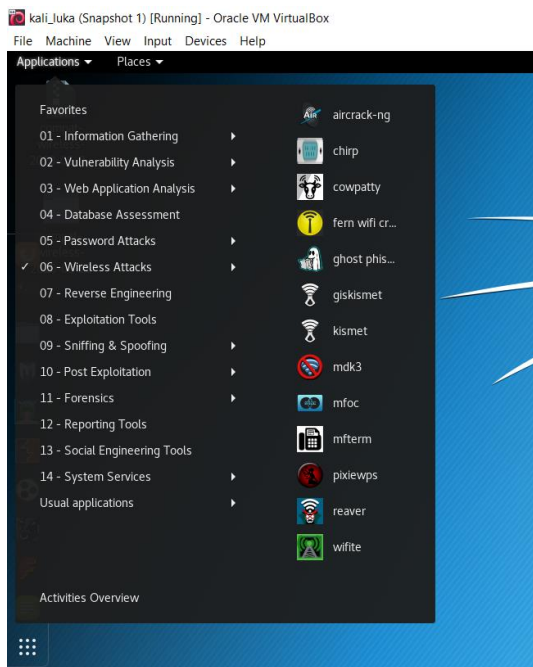 kali_luka (Snapshot 1) [Running] - Oracle VM VirtualBox
File Machine View Input Devices Help
Applications Places
Favorites
01 - Information Gathering
02 - Vulnerability Analysis
03 - Web Application Analysis
04 - Database Assessment
05 - Password Attacks
06 - Wireless Attacks
07 - Reverse Engineering
08 - Exploitation Tools
09 - Sniffing & Spoofing
10 - Post Exploitation
11 - Forensics
12 - Reporting Tools
13 - Social Engineering Tools
14 - System Services
Usual applications
Activities Overview
aircrack-ng
chirp
cowpatty
fern wifi cr...
ghost phis...
giskismet
kismet
mdk3
mfoc
mfterm
pixiewps
reaver
wifite